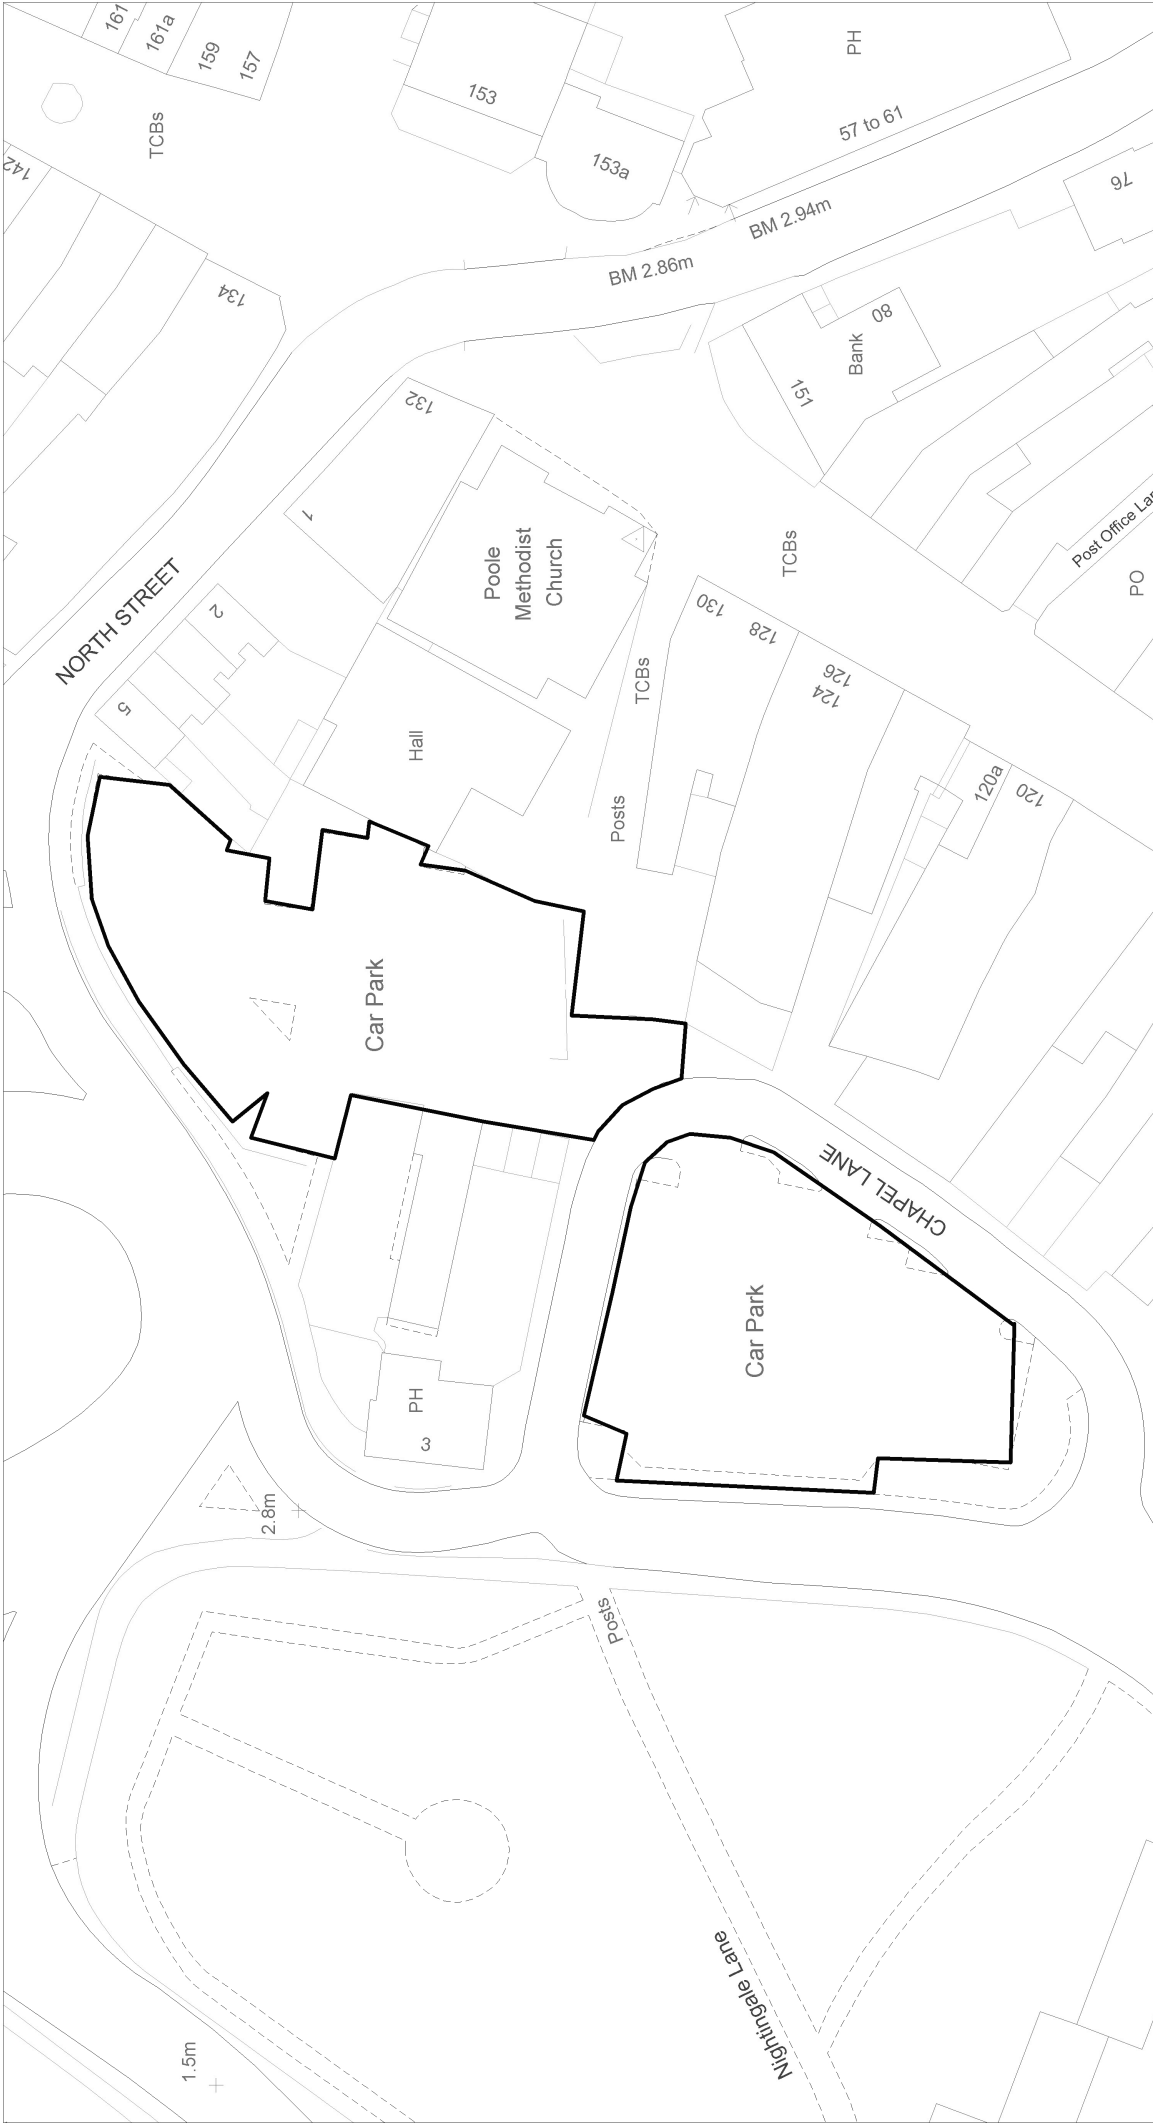 161
161a
159
157
TCBs
142
134
153
153a
PH
57 to 61
BM 2.94m
BM 2.86m
76
80
Bank
151
132
1
Poole
Methodist
Church
TCBs
Post Office Lan
PO
NORTH STREET
2
5
Hall
TCBs
Posts
130
128
126
124
120a
120
Car Park
CHAPEL LANE
Car Park
PH
3
2.8m
Posts
Nightingale Lane
1.5m